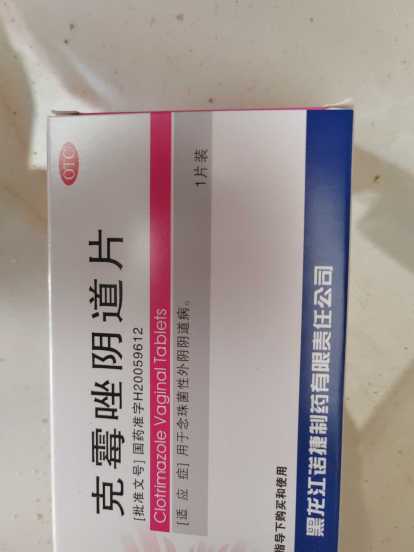 OTC
克霉唑阴道片
[批准文号] 国药准字H20059612
Clotrimazole Vaginal Tablets
[适 应 症] 用于念珠菌性外阴阴道病。
1片装
指导下购买和使用
黑龙江诺捷制药有限责任公司